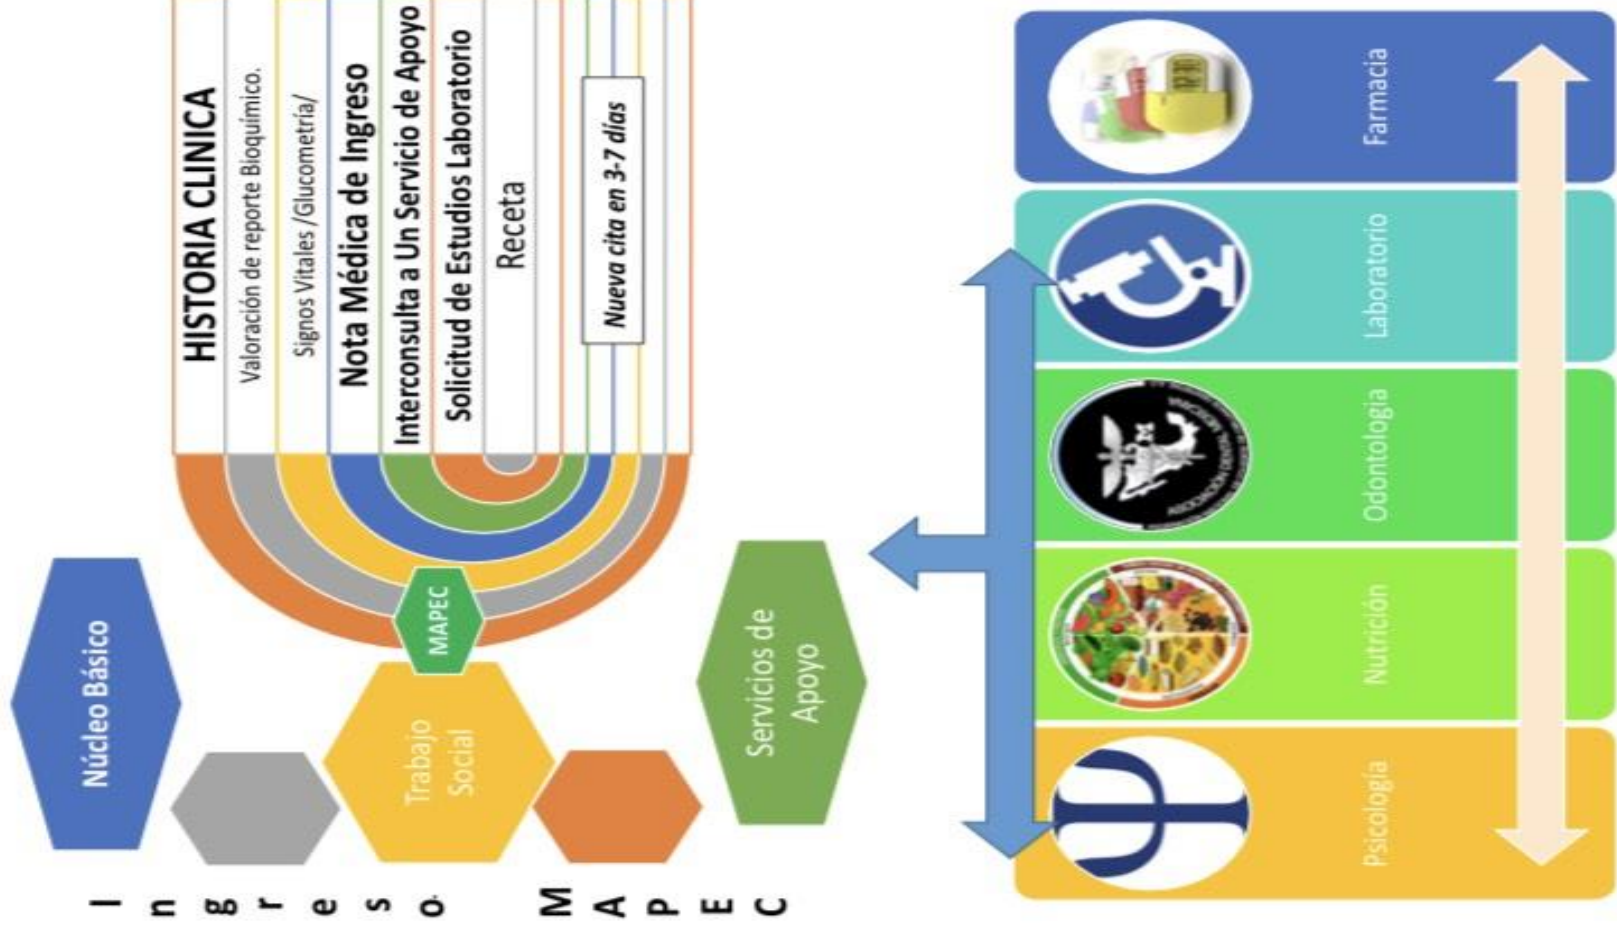 Ingreso. MAPEC
Núcleo Básico
Trabajo
Social
MAPEC
Servicios de
Apoyo
HISTORIA CLINICA
Valoración de reporte Bioquímico.
Signos Vitales /Glucometría/
Nota Médica de Ingreso
Interconsulta a Un Servicio de Apoyo
Solicitud de Estudios Laboratorio
Receta
Nueva cita en 3-7 días
Psicología
Nutrición
Odontologia
Laboratorio
Farmacia